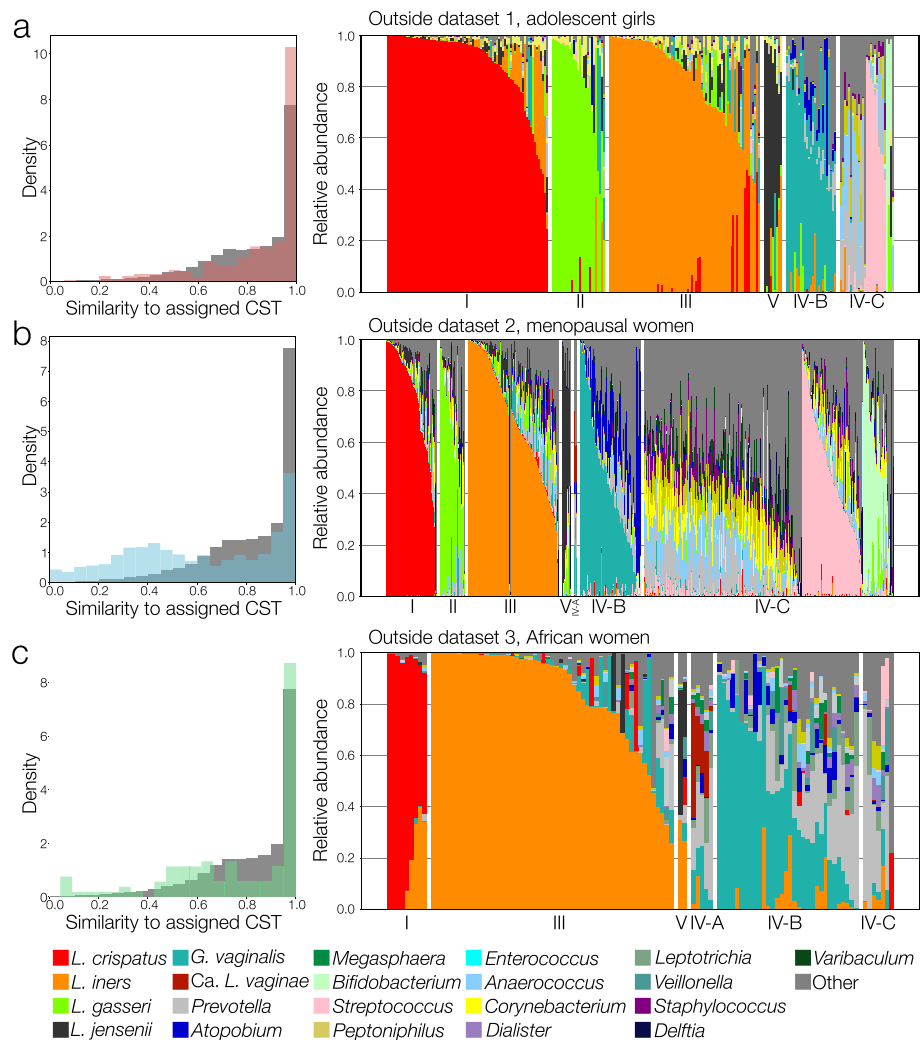 a
Outside dataset 1, adolescent girls
10
8
6
4
2
0
Density
0.0 0.2 0.4 0.6 0.8 1.0
Similarity to assigned CST
1.0
0.8
0.6
0.4
0.2
0.0
Relative abundance
I II III V IV-B IV-C
b
Outside dataset 2, menopausal women
8
7
6
5
4
3
2
1
0
Density
0.0 0.2 0.4 0.6 0.8 1.0
Similarity to assigned CST
1.0
0.8
0.6
0.4
0.2
0.0
Relative abundance
I II III V IV-A IV-B IV-C
c
Outside dataset 3, African women
8
6
4
2
0
Density
0.0 0.2 0.4 0.6 0.8 1.0
Similarity to assigned CST
1.0
0.8
0.6
0.4
0.2
0.0
Relative abundance
I III V IV-A IV-B IV-C
L. crispatus G. vaginalis Megasphaera Enterococcus Leptotrichia Varibaculum
L. iners Ca. L. vaginae Bifidobacterium Anaerococcus Veillonella Other
L. gasseri Prevotella Streptococcus Corynebacterium Staphylococcus
L. jensenii Atopobium Peptoniphilus Dialister Delftia